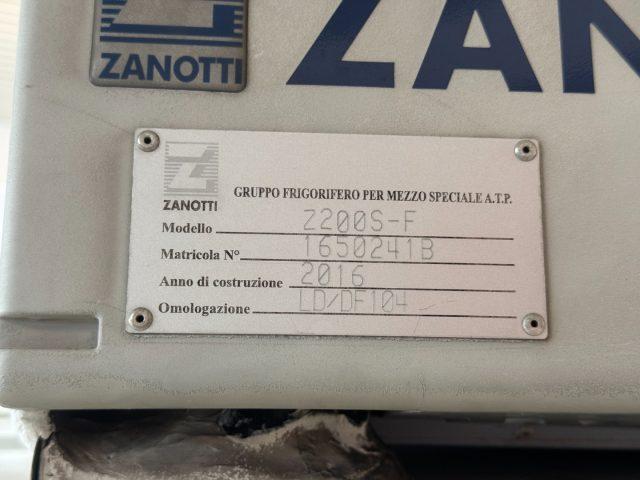 ZANOTTI
ZAN
ZANOTTI
GRUPPO FRIGORIFERO PER MEZZO SPECIALE A.T.P.
Modello Z200S-F
Matricola N° 1650241B
Anno di costruzione 2016
Omologazione LD/DF104